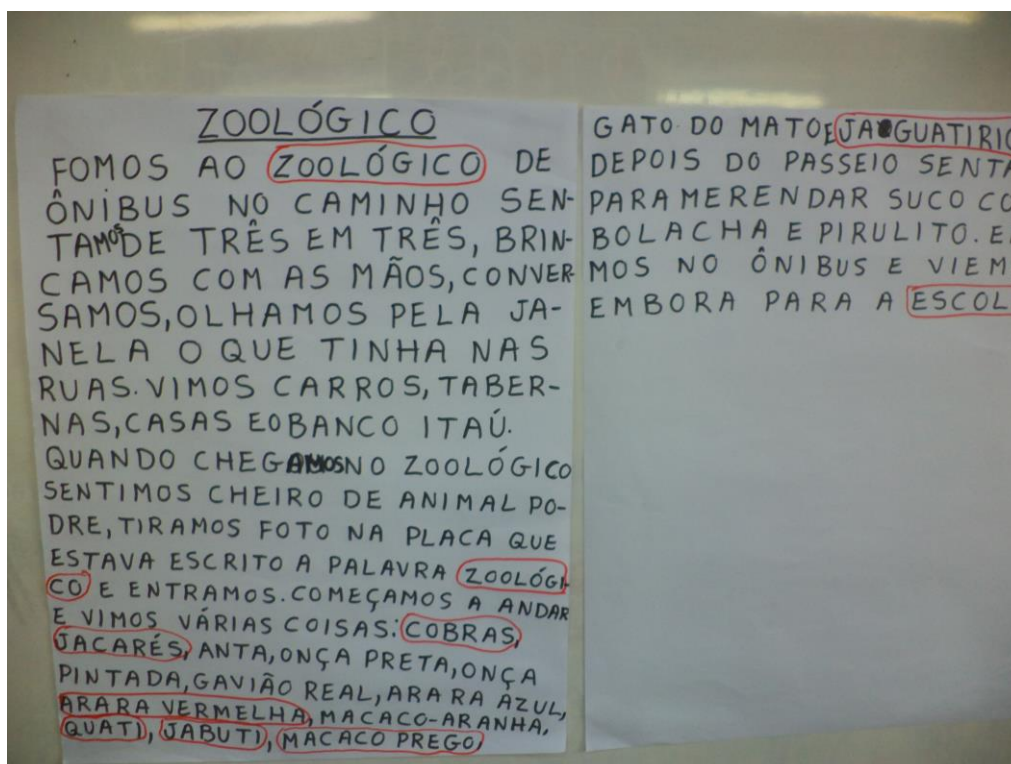 ZOOLÓGICO
FOMOS AO ZOOLÓGICO DE
ÔNIBUS NO CAMINHO SEN-
TAMOS DE TRÊS EM TRÊS, BRIN-
CAMOS COM AS MÃOS, CONVER
SAMOS, OLHAMOS PELA JA-
NELA O QUE TINHA NAS
RUAS. VIMOS CARROS, TABER-
NAS, CASAS E O BANCO ITAÚ.
QUANDO CHEGAMOS NO ZOOLÓGICO
SENTIMOS CHEIRO DE ANIMAL PO-
DRE, TIRAMOS FOTO NA PLACA QUE
ESTAVA ESCRITO A PALAVRA ZOOLÓGI-
CO E ENTRAMOS. COMEÇAMOS A ANDAR
E VIMOS VÁRIAS COISAS: COBRAS,
JACARÉS, ANTA, ONÇA PRETA, ONÇA
PINTADA, GAVIÃO REAL, ARARA AZUL,
ARARA VERMELHA, MACACO-ARANHA,
QUATI, JABUTI, MACACO PREGO,
GATO DO MATO E JAGUATIRIC
DEPOIS DO PASSEIO SENTA
PARA MERENDAR SUCO CO
BOLACHA E PIRULITO. E
MOS NO ÔNIBUS E VIEM
EMBORA PARA A ESCOL